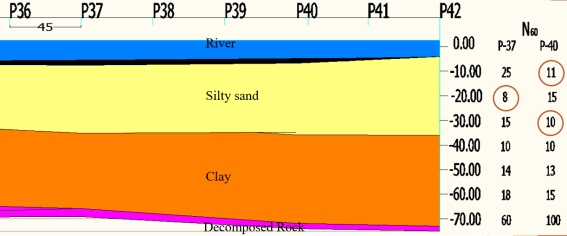 P36 P37 P38 P39 P40 P41 P42
45
N60
P-37 P-40
River
0.00
-10.00 25 11
Silty sand
-20.00 8 15
-30.00 15 10
-40.00 10 10
Clay
-50.00 14 13
-60.00 18 15
-70.00 60 100
Decomposed Rock